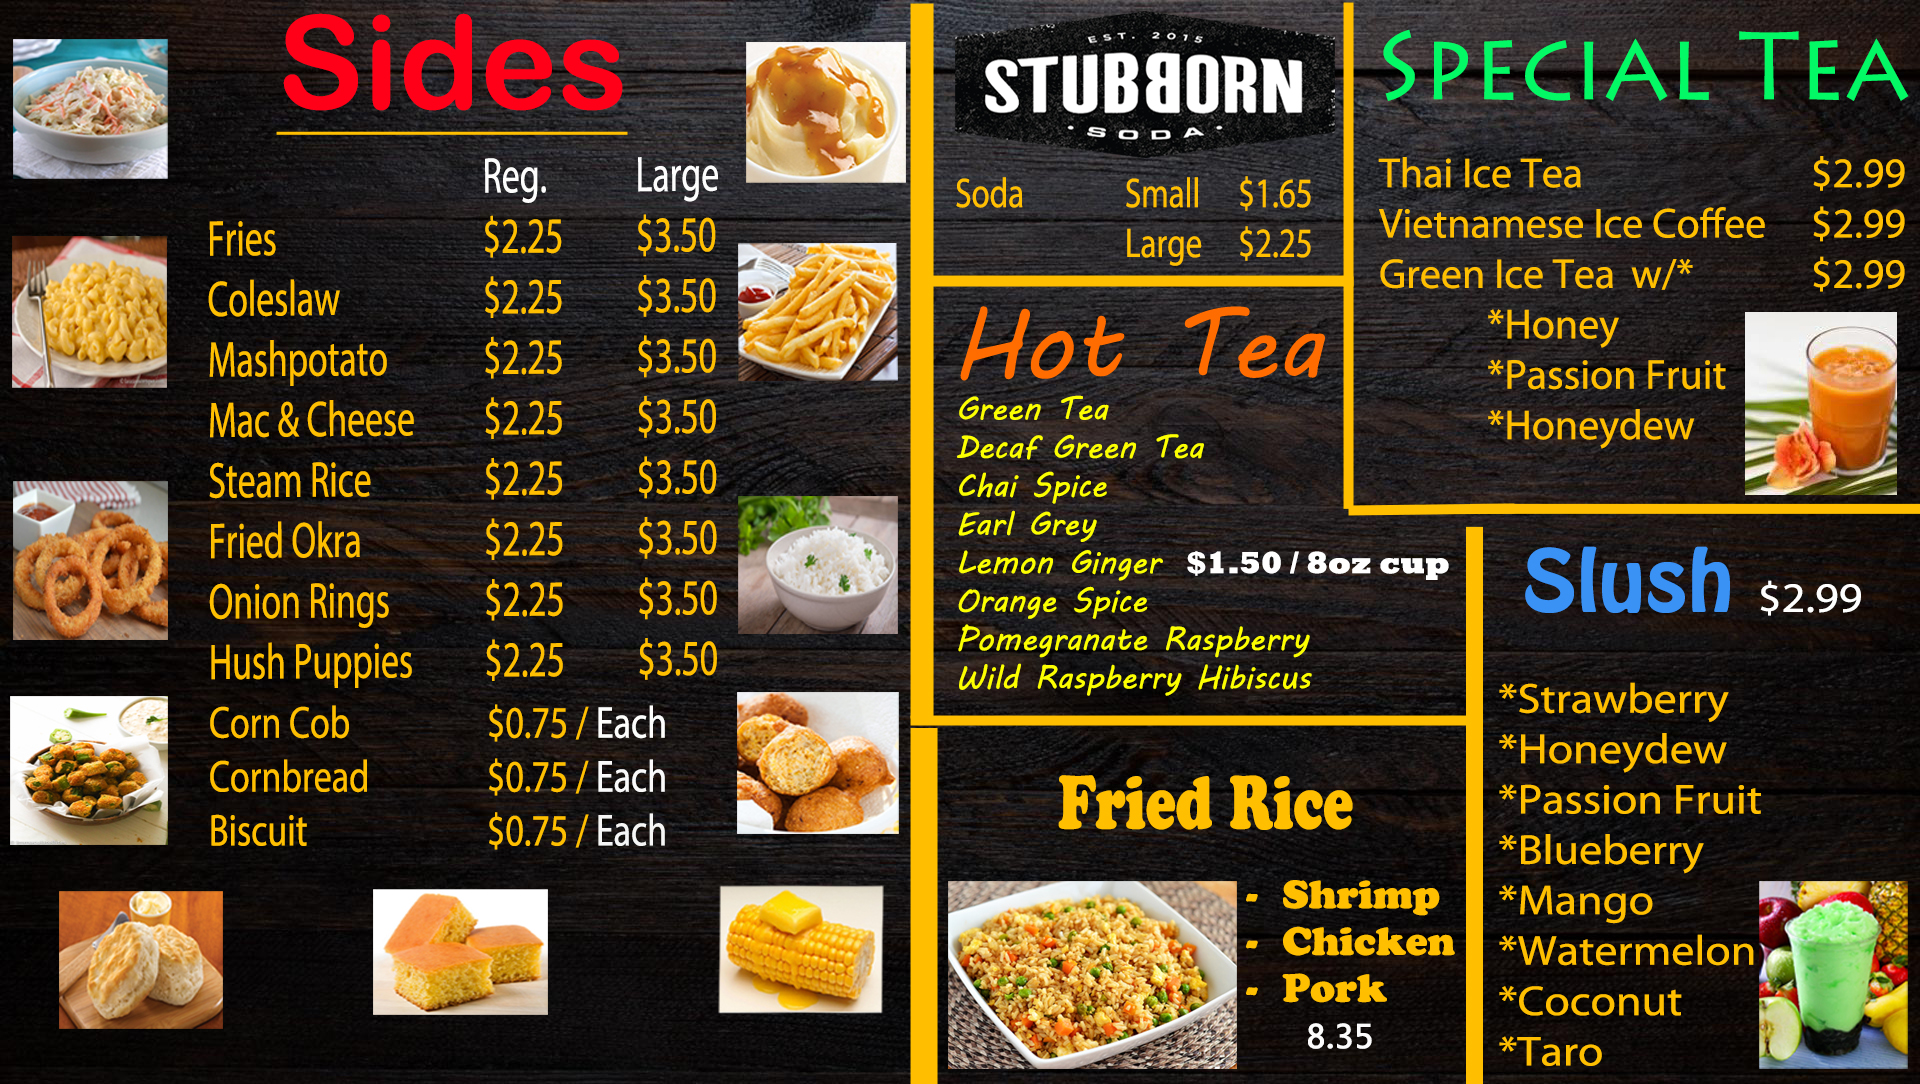 Sides
Reg. Large
Fries $2.25 $3.50
Coleslaw $2.25 $3.50
Mashpotato $2.25 $3.50
Mac & Cheese $2.25 $3.50
Steam Rice $2.25 $3.50
Fried Okra $2.25 $3.50
Onion Rings $2.25 $3.50
Hush Puppies $2.25 $3.50
Corn Cob $0.75 / Each
Cornbread $0.75 / Each
Biscuit $0.75 / Each
EST. 2015
STUBBORN
·SODA·
Soda Small $1.65
Large $2.25
Hot Tea
Green Tea
Decaf Green Tea
Chai Spice
Earl Grey
Lemon Ginger $1.50 / 8oz cup
Orange Spice
Pomegranate Raspberry
Wild Raspberry Hibiscus
Fried Rice
- Shrimp
- Chicken
- Pork
8.35
SPECIAL TEA
Thai Ice Tea $2.99
Vietnamese Ice Coffee $2.99
Green Ice Tea w/* $2.99
*Honey
*Passion Fruit
*Honeydew
Slush $2.99
*Strawberry
*Honeydew
*Passion Fruit
*Blueberry
*Mango
*Watermelon
*Coconut
*Taro